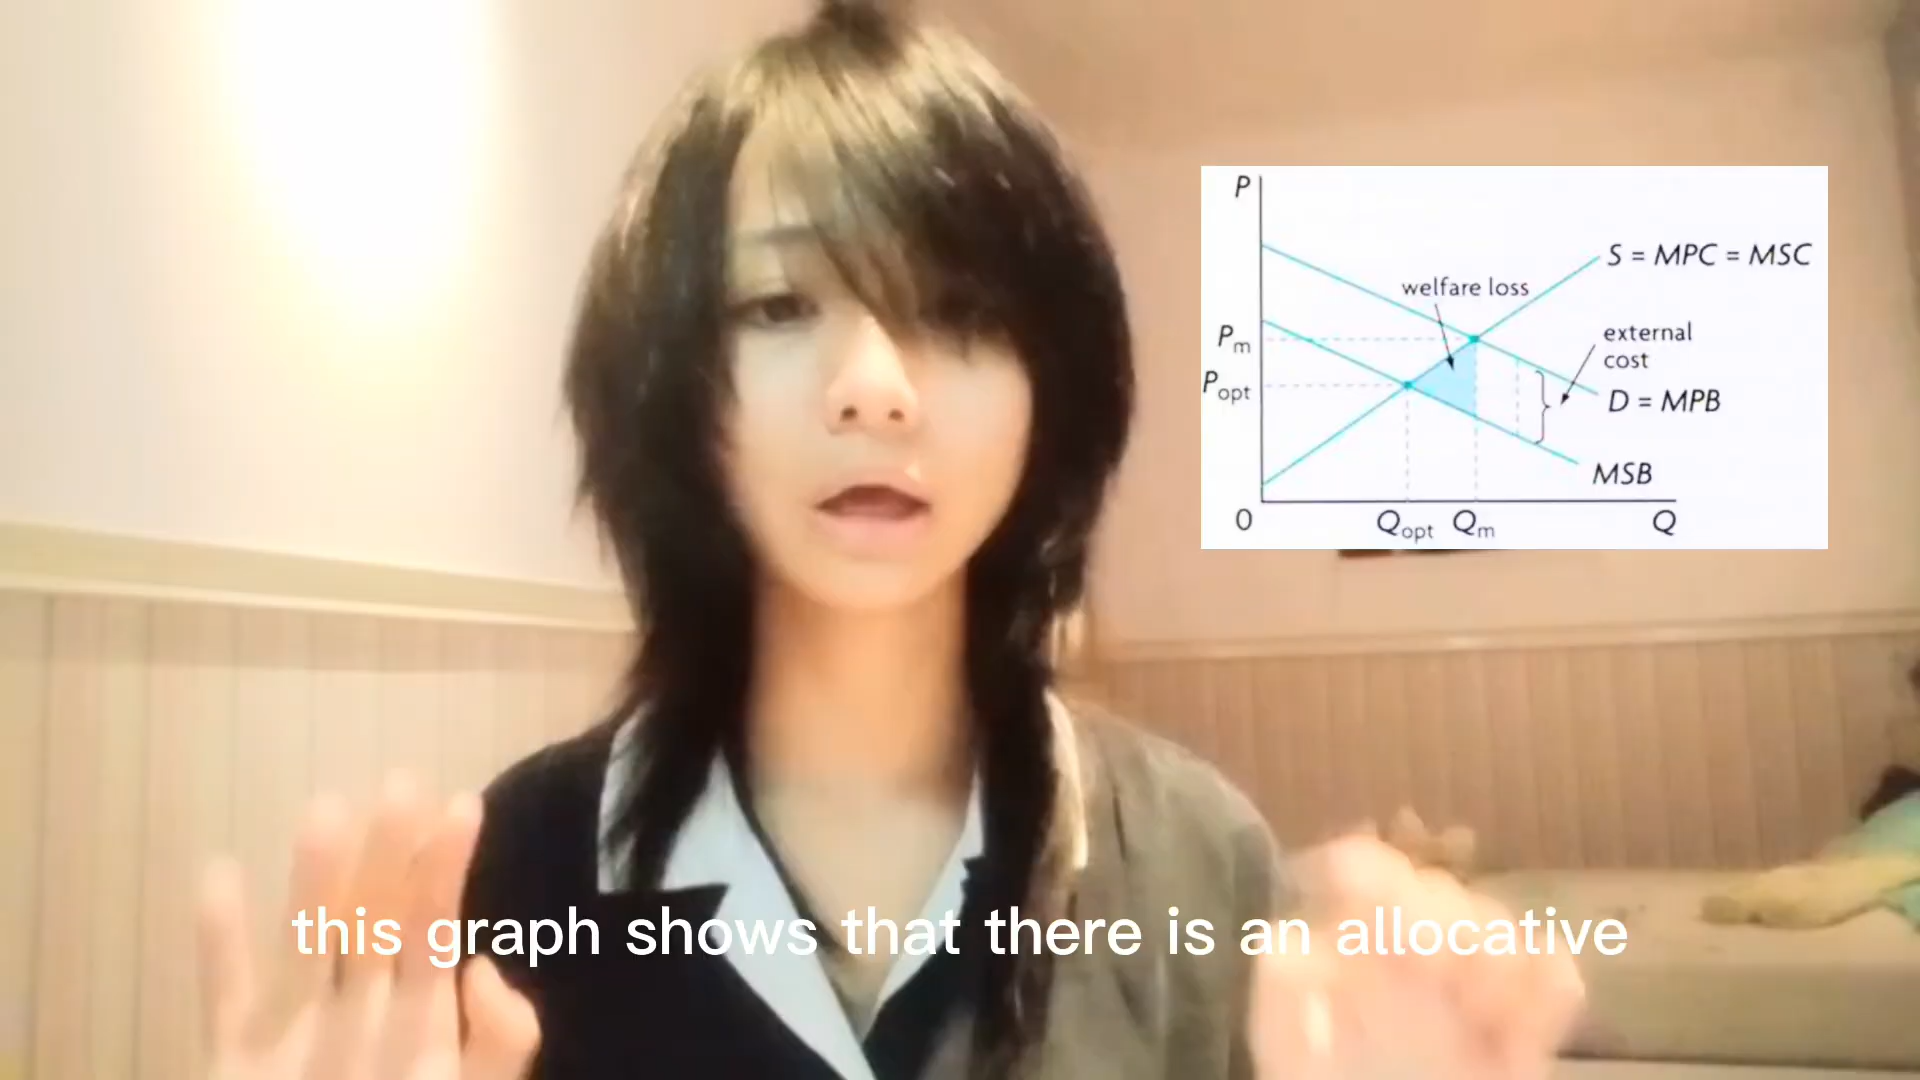 P
S = MPC = MSC
welfare loss
external
cost
Pm
Popt
D = MPB
MSB
0
Qopt
Qm
Q
this graph shows that there is an allocative